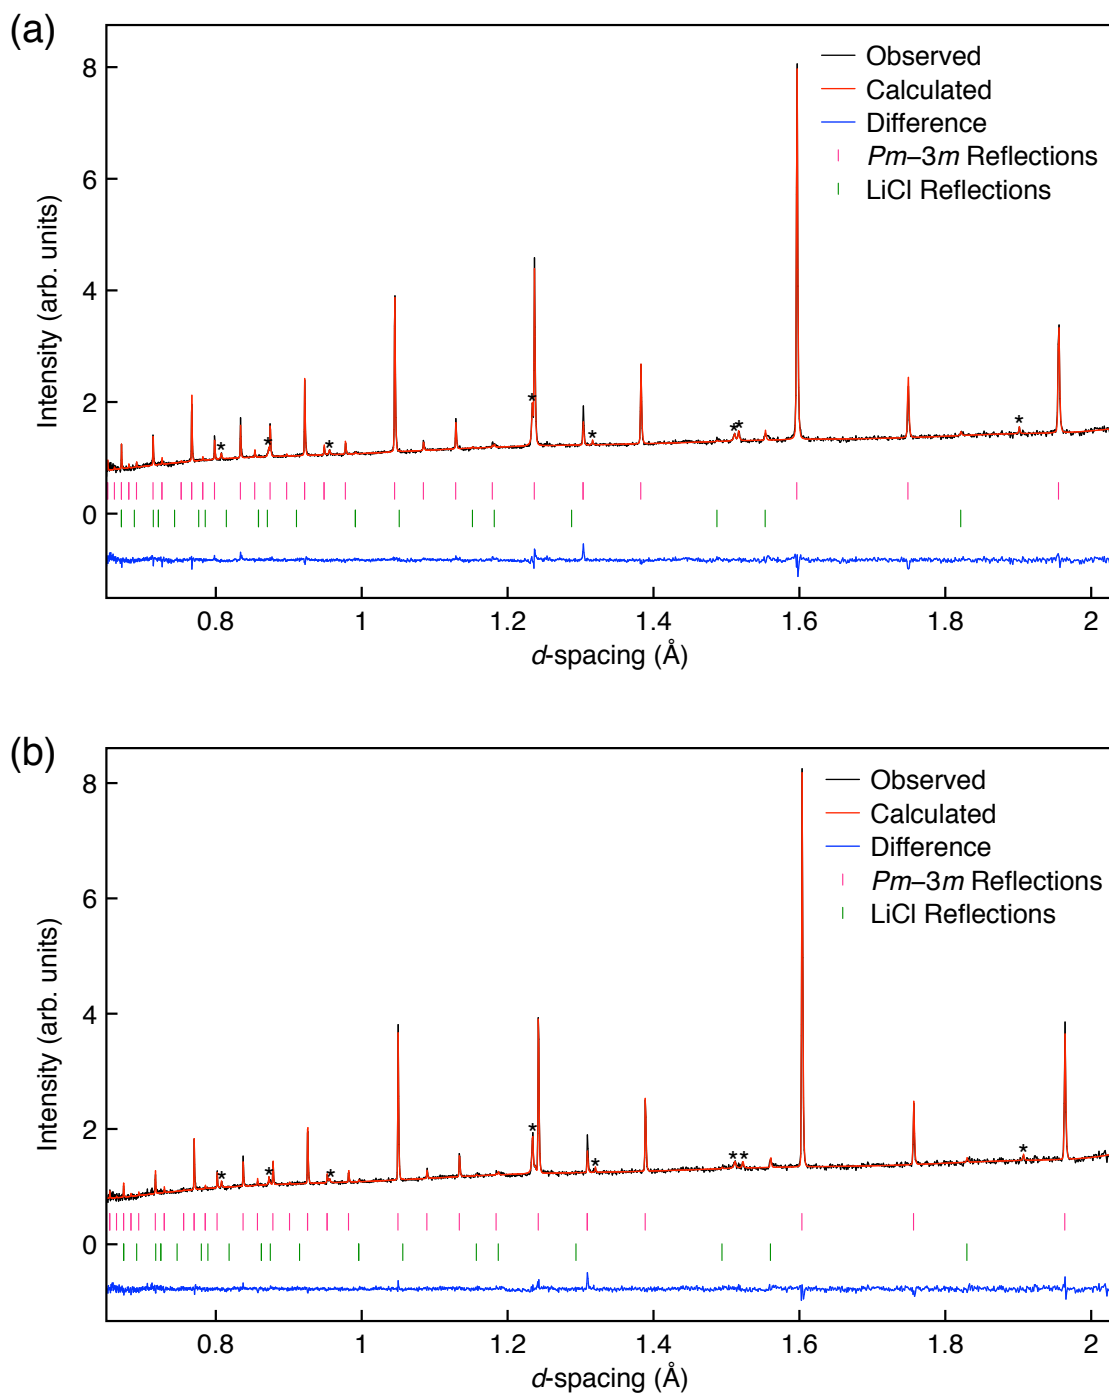 (a)
Observed
Calculated
Difference
Pm–3m Reflections
LiCl Reflections
Intensity (arb. units)
8
6
4
2
0
* * * * * * * *
0.8 1 1.2 1.4 1.6 1.8 2
d-spacing (Å)
(b)
Observed
Calculated
Difference
Pm–3m Reflections
LiCl Reflections
Intensity (arb. units)
8
6
4
2
0
* * * * * * * *
0.8 1 1.2 1.4 1.6 1.8 2
d-spacing (Å)